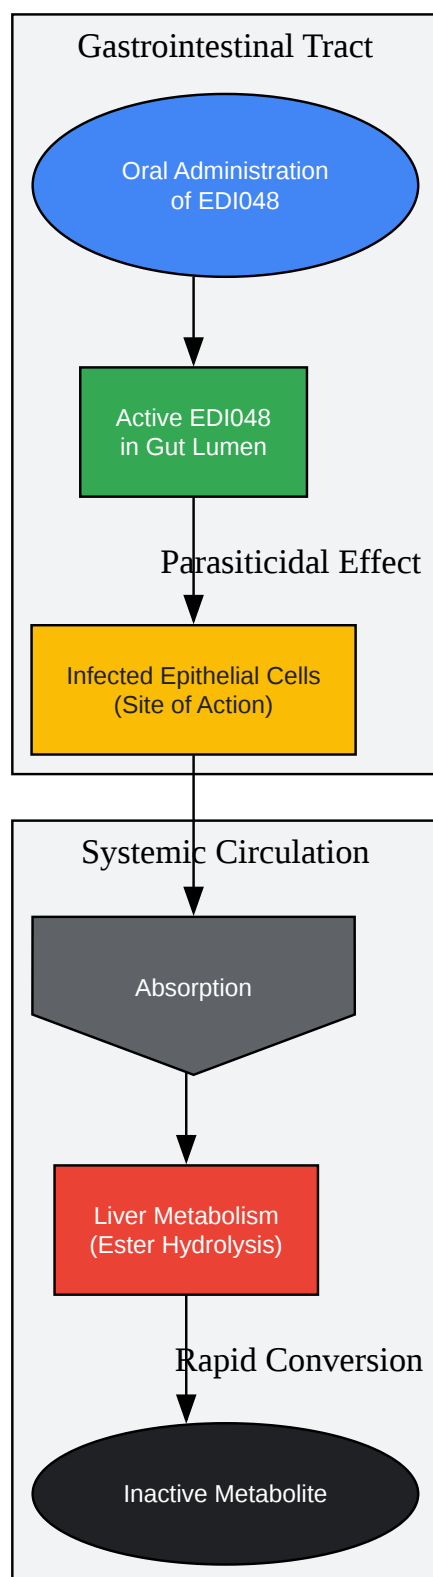 Gastrointestinal Tract
Oral Administration
of EDI048
Active EDI048
in Gut Lumen
Parasiticidal Effect
Infected Epithelial Cells
(Site of Action)
Systemic Circulation
Absorption
Liver Metabolism
(Ester Hydrolysis)
Rapid Conversion
Inactive Metabolite